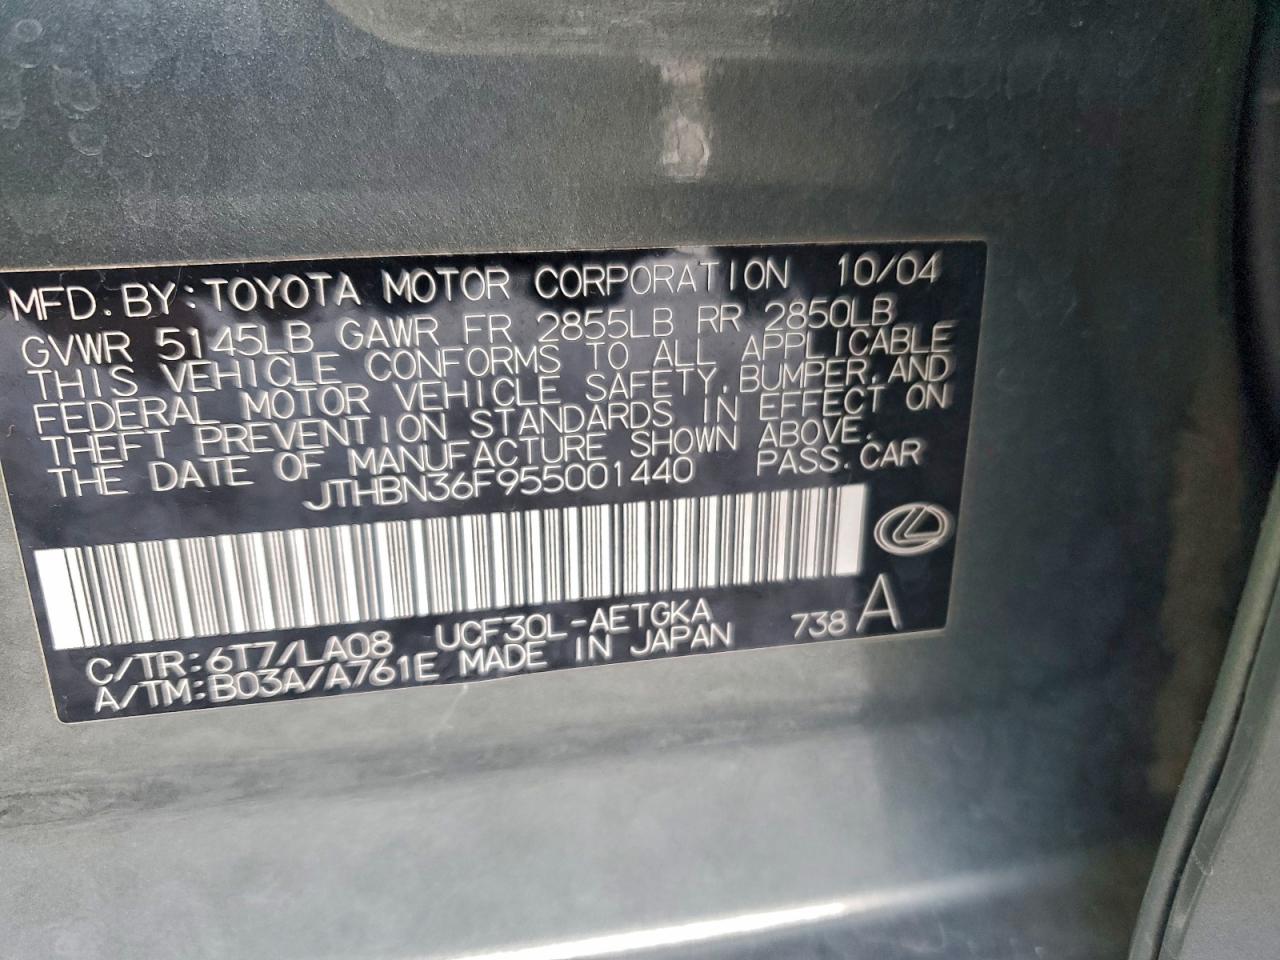 MFD. BY: TOYOTA MOTOR CORPORATION 10/04
GVWR 5145LB GAWR FR 2855LB RR 2850LB
THIS VEHICLE CONFORMS TO ALL APPLICABLE
FEDERAL MOTOR VEHICLE SAFETY, BUMPER, AND
THEFT PREVENTION STANDARDS IN EFFECT ON
THE DATE OF MANUFACTURE SHOWN ABOVE.
JTHBN36F955001440 PASS. CAR
C/TR: 6T7/LA08 UCF30L-AETGKA 738 A
A/TM: B03A/A761E MADE IN JAPAN